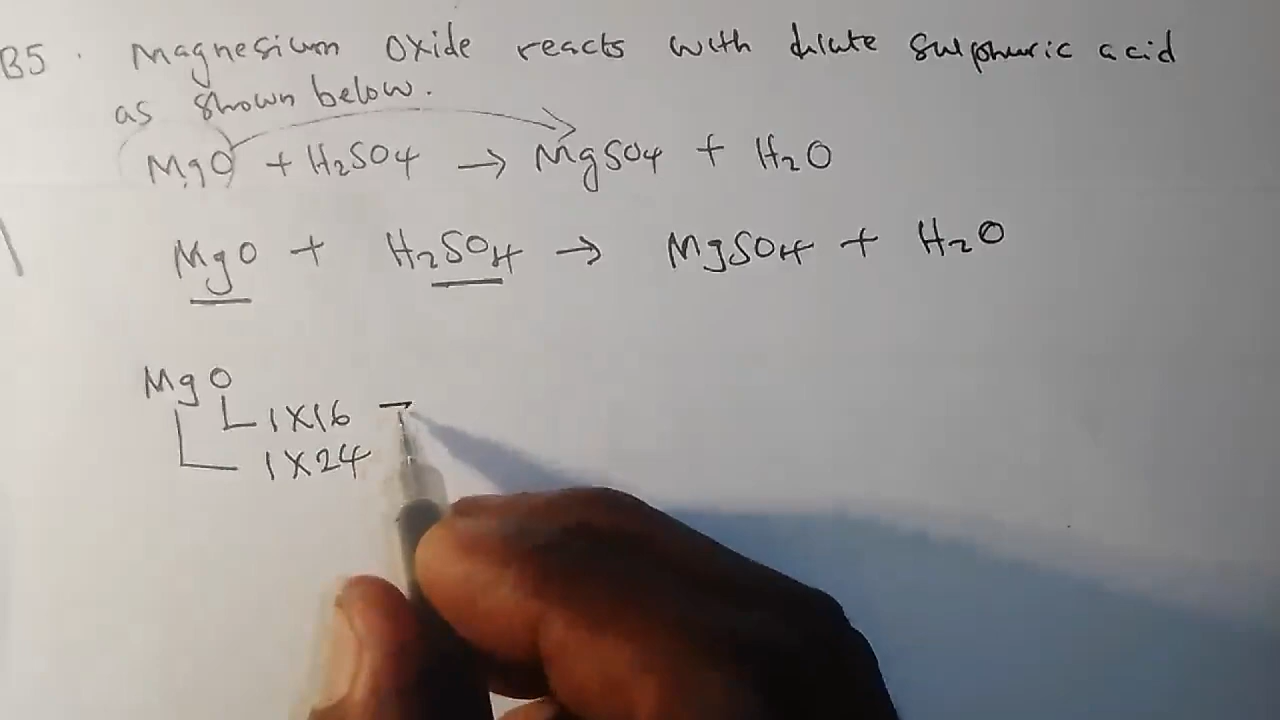 B5. Magnesium Oxide reacts with dilute sulphuric acid
as shown below.
MgO + H2SO4 → MgSO4 + H2O
MgO + H2SO4 → MgSO4 + H2O
MgO
1X16
1X24